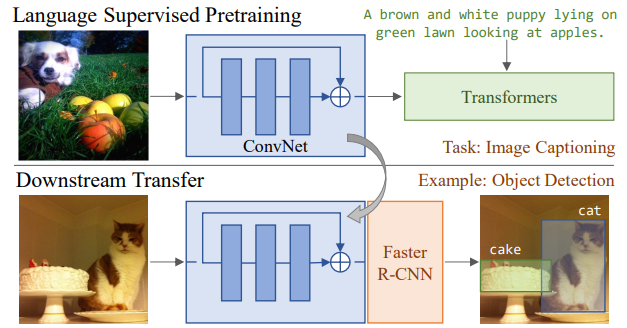 Language Supervised Pretraining
A brown and white puppy lying on
green lawn looking at apples.
ConvNet
Transformers
Task: Image Captioning
Downstream Transfer
Example: Object Detection
Faster
R-CNN
cake
cat